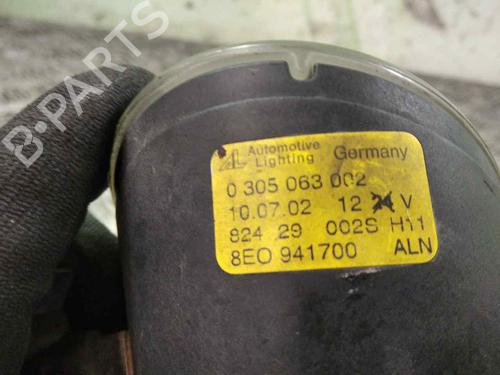 B-PARTS
AL Automotive Lighting Germany
0 305 063 002
10.07.02 12 24 V
824 29 002S H11
8E0 941700 ALN